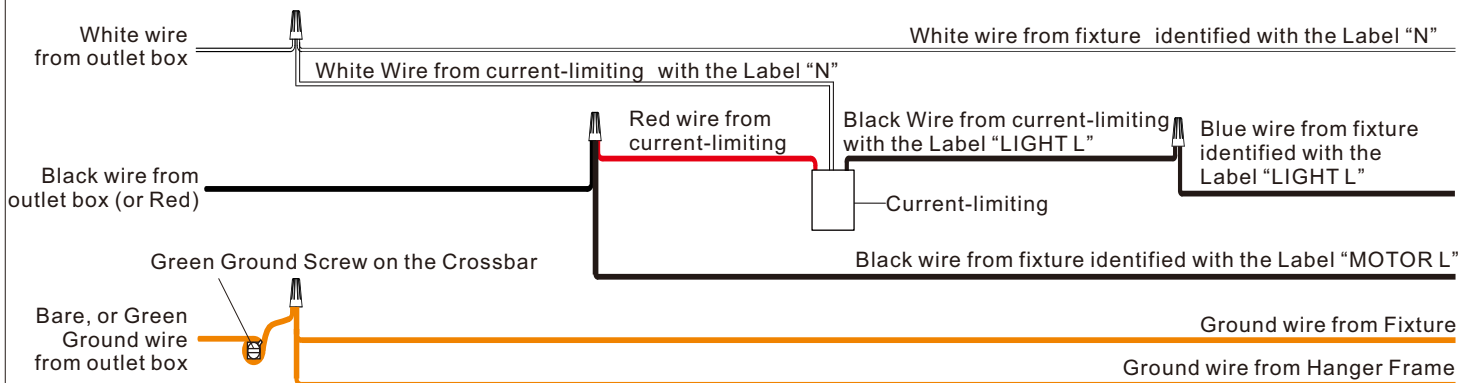 White wire
from outlet box
White wire from fixture identified with the Label “N”
White Wire from current-limiting with the Label “N”
Red wire from
current-limiting
Black Wire from current-limiting
with the Label “LIGHT L”
Blue wire from fixture
identified with the
Label “LIGHT L”
Black wire from
outlet box (or Red)
Current-limiting
Green Ground Screw on the Crossbar
Black wire from fixture identified with the Label “MOTOR L”
Bare, or Green
Ground wire
from outlet box
Ground wire from Fixture
Ground wire from Hanger Frame